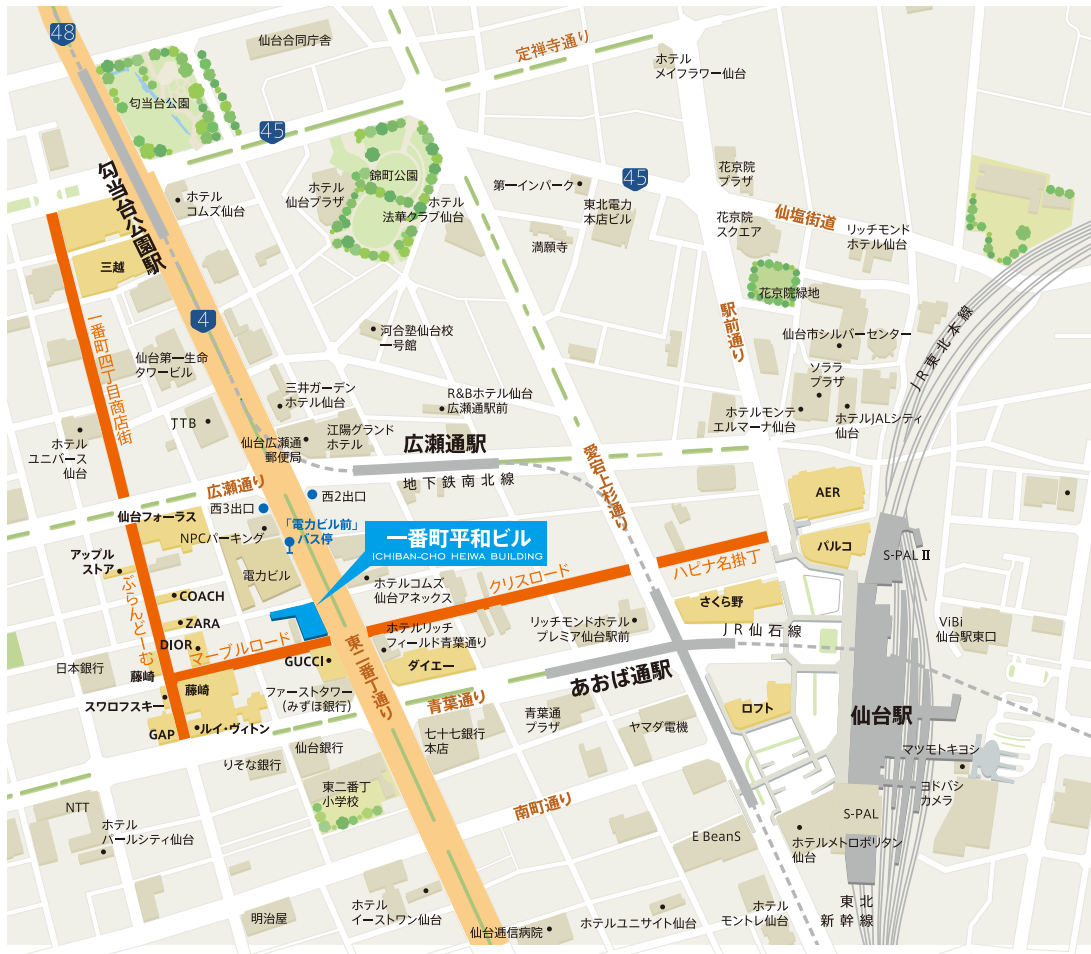 48
仙台合同庁舎
定禅寺通り
ホテル
メイフラワー仙台
匂当台公園
45
錦町公園
ホテル
仙台プラザ
ホテル
法華クラブ仙台
第一インパーク
45
東北電力
本店ビル
満願寺
花京院
プラザ
花京院
スクエア
仙塩街道
リッチモンド
ホテル仙台
勾当台公園駅
ホテル
コムズ仙台
三越
花京院緑地
4
河合塾仙台校
一号館
駅前通り
仙台市シルバーセンター
JR東北本線
一番町四丁目商店街
仙台第一生命
タワービル
三井ガーデン
ホテル仙台
R&Bホテル仙台
広瀬通駅前
ソララ
プラザ
ホテルモンテ
エルマーナ仙台
ホテルJALシティ
仙台
JTB
ホテル
ユニバース
仙台
仙台広瀬通
郵便局
江陽グランド
ホテル
広瀬通駅
地下鉄南北線
愛宕上杉通り
広瀬通り
西3出口
西2出口
AER
仙台フォーラス
NPCパーキング
「電力ビル前」
バス停
一番町平和ビル
ICHIBAN-CHO HEIWA BUILDING
パルコ
S-PAL II
アップル
ストア
ぶらんどーむ
電力ビル
ホテルコムズ
仙台アネックス
クリスロード
ハピナ名掛丁
COACH
ZARA
DIOR
マーブルロード
さくら野
ViBi
仙台駅東口
JR仙石線
リッチモンドホテル
プレミア仙台駅前
ホテルリッチ
フィールド青葉通り
日本銀行
藤崎
藤崎
GUCCI
ダイエー
東二番丁通り
あおば通駅
スワロフスキー
ファーストタワー
(みずほ銀行)
青葉通り
青葉通
プラザ
ヤマダ電機
ロフト
仙台駅
GAP
ルイ・ヴィトン
仙台銀行
七十七銀行
本店
りそな銀行
マツモトキヨシ
ヨドバシ
カメラ
東二番丁
小学校
南町通り
NTT
ホテル
パールシティ仙台
E BeanS
S-PAL
ホテルメトロポリタン
仙台
明治屋
ホテル
イーストワン仙台
仙台逓信病院
ホテルユニサイト仙台
ホテル
モントレ仙台
東北
新幹線